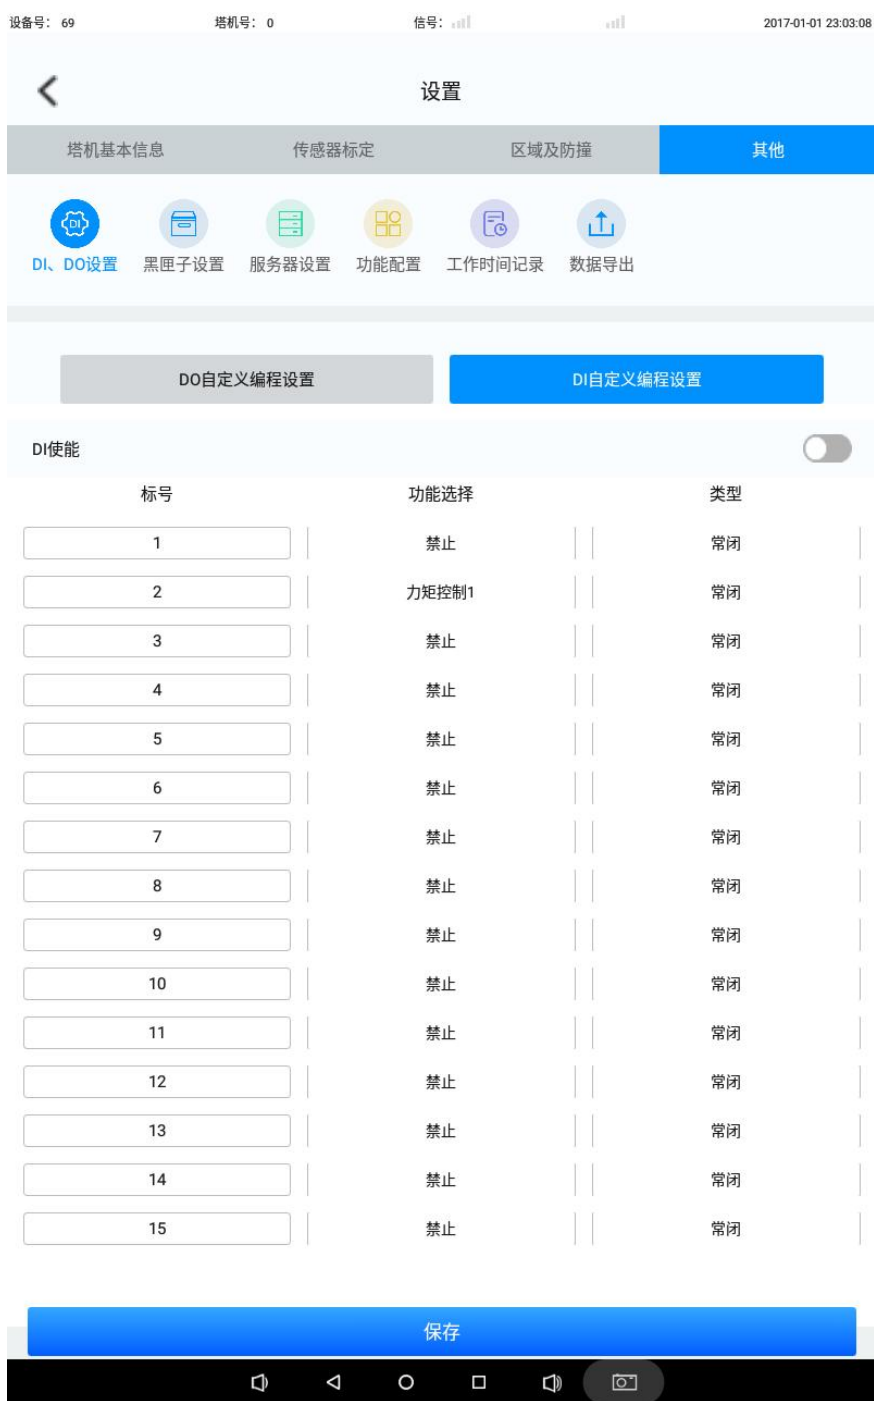 设备号： 69 塔机号： 0 信号： 2017-01-01 23:03:08
设置
塔机基本信息 传感器标定 区域及防撞 其他
DI
DI、DO设置 黑匣子设置 服务器设置 功能配置 工作时间记录 数据导出
DO自定义编程设置 DI自定义编程设置
DI使能
标号 功能选择 类型
1 禁止 常闭
2 力矩控制1 常闭
3 禁止 常闭
4 禁止 常闭
5 禁止 常闭
6 禁止 常闭
7 禁止 常闭
8 禁止 常闭
9 禁止 常闭
10 禁止 常闭
11 禁止 常闭
12 禁止 常闭
13 禁止 常闭
14 禁止 常闭
15 禁止 常闭
保存